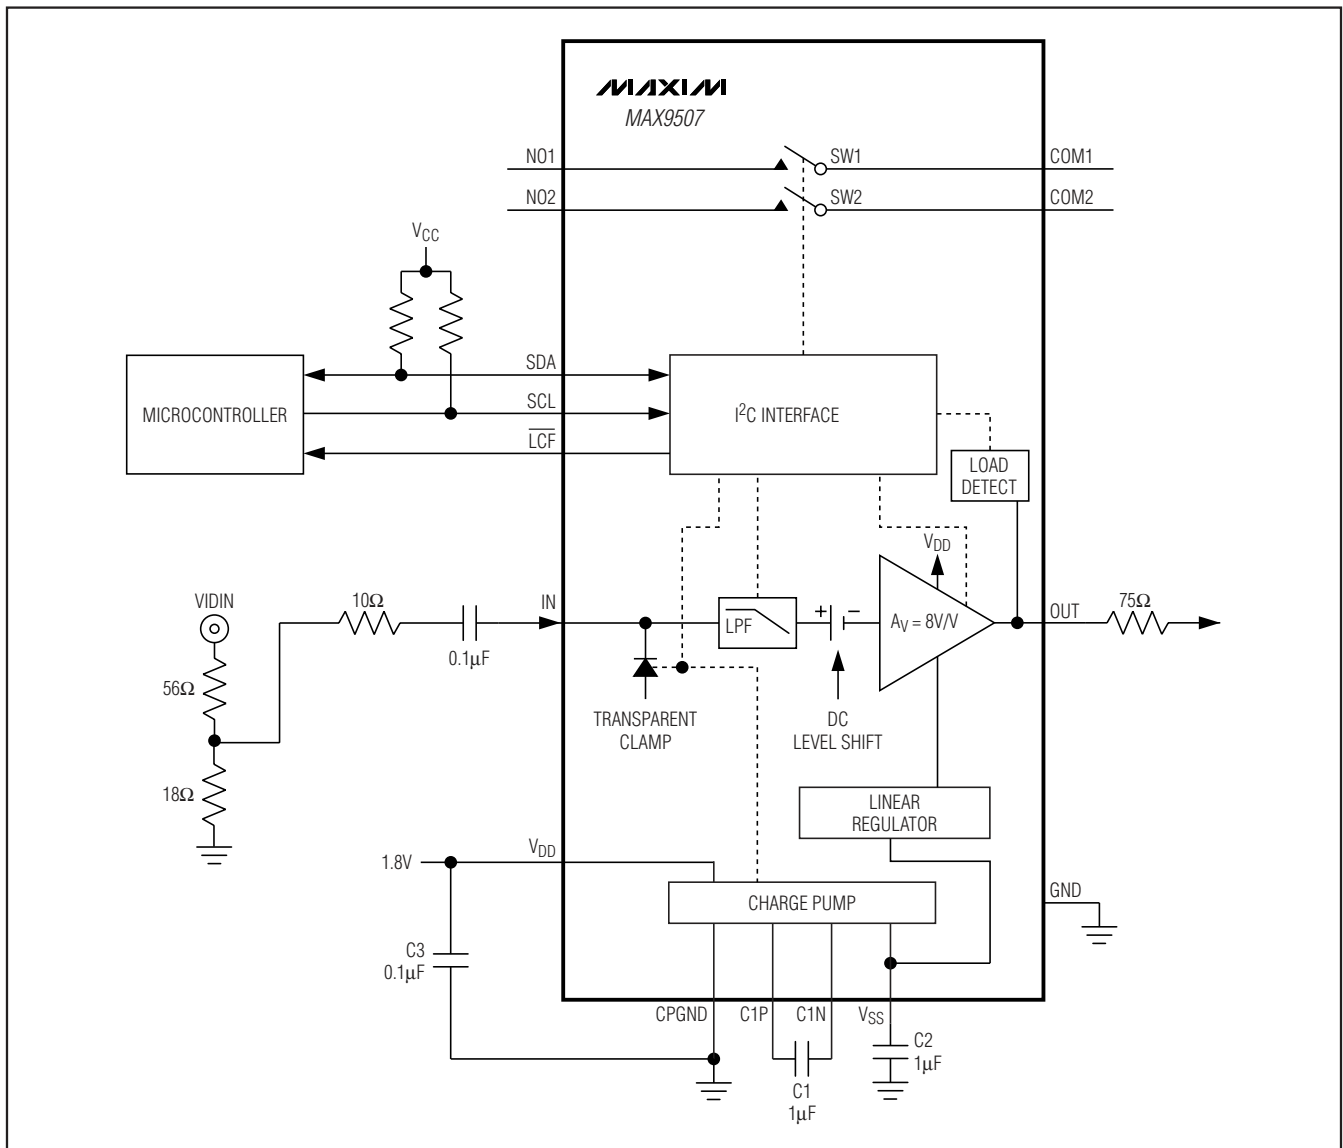 MAXIM
MAX9507
NO1
SW1
COM1
NO2
SW2
COM2
VCC
SDA
SCL
LCF
MICROCONTROLLER
I2C INTERFACE
LOAD
DETECT
VDD
VIDIN
10Ω
0.1µF
IN
LPF
+
−
AV = 8V/V
OUT
75Ω
56Ω
18Ω
TRANSPARENT
CLAMP
DC
LEVEL SHIFT
LINEAR
REGULATOR
1.8V
VDD
CHARGE PUMP
GND
C3
0.1µF
CPGND
C1P
C1N
VSS
C2
1µF
C1
1µF